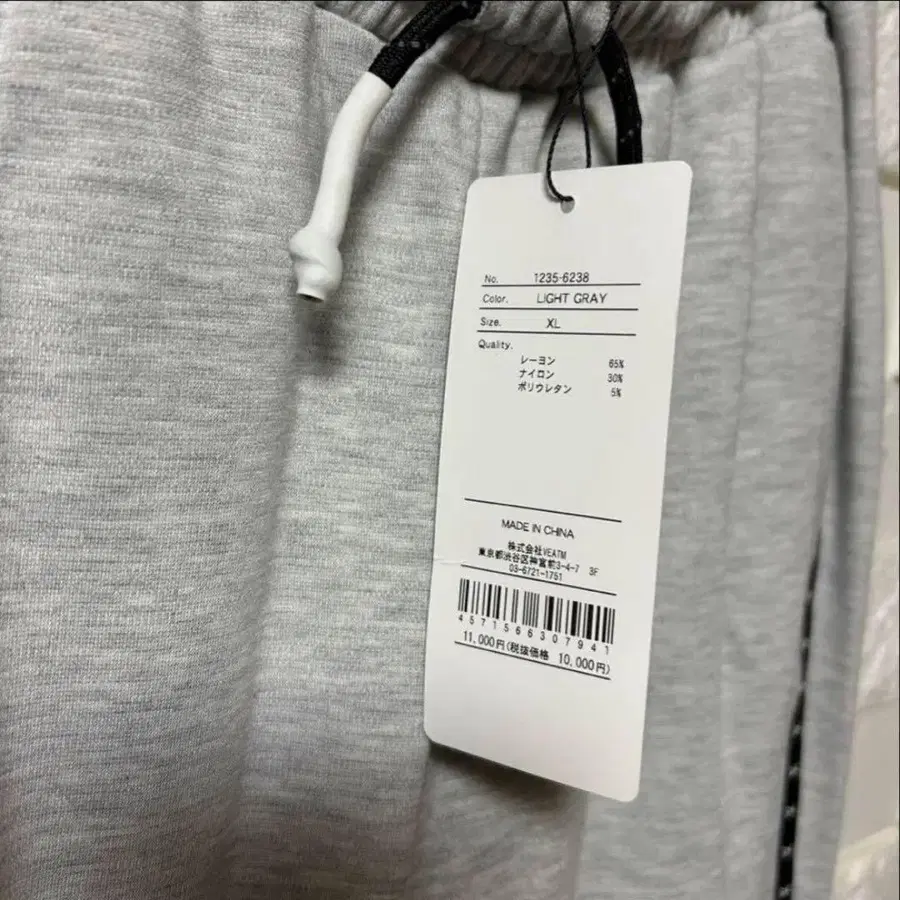 No. 1235-6238
Color. LIGHT GRAY
Size. XL
Quality.
レーヨン 65%
ナイロン 30%
ポリウレタン 5%
MADE IN CHINA
株式会社VEATM
東京都渋谷区神宮前3-4-7 3F
03-6721-1751
4571566307941
11,000円(税抜価格 10,000円)